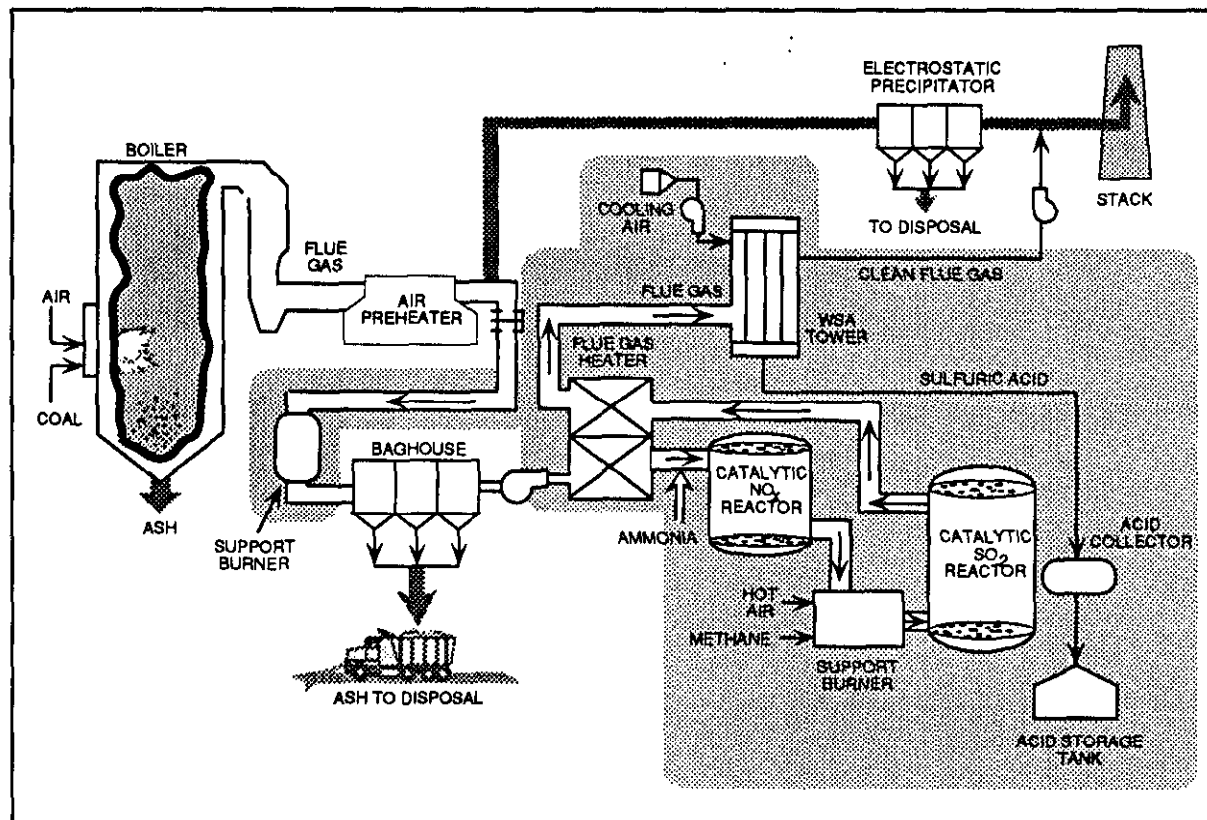 ELECTROSTATIC
PRECIPITATOR
BOILER
STACK
COOLING
AIR
TO DISPOSAL
FLUE
GAS
CLEAN FLUE GAS
AIR
FLUE GAS
AIR
PREHEATER
WSA
TOWER
FLUE GAS
HEATER
SULFURIC ACID
COAL
BAGHOUSE
CATALYTIC
NOX
REACTOR
ASH
AMMONIA
ACID
COLLECTOR
SUPPORT
BURNER
CATALYTIC
SO2
REACTOR
HOT
AIR
METHANE
SUPPORT
BURNER
ASH TO DISPOSAL
ACID STORAGE
TANK